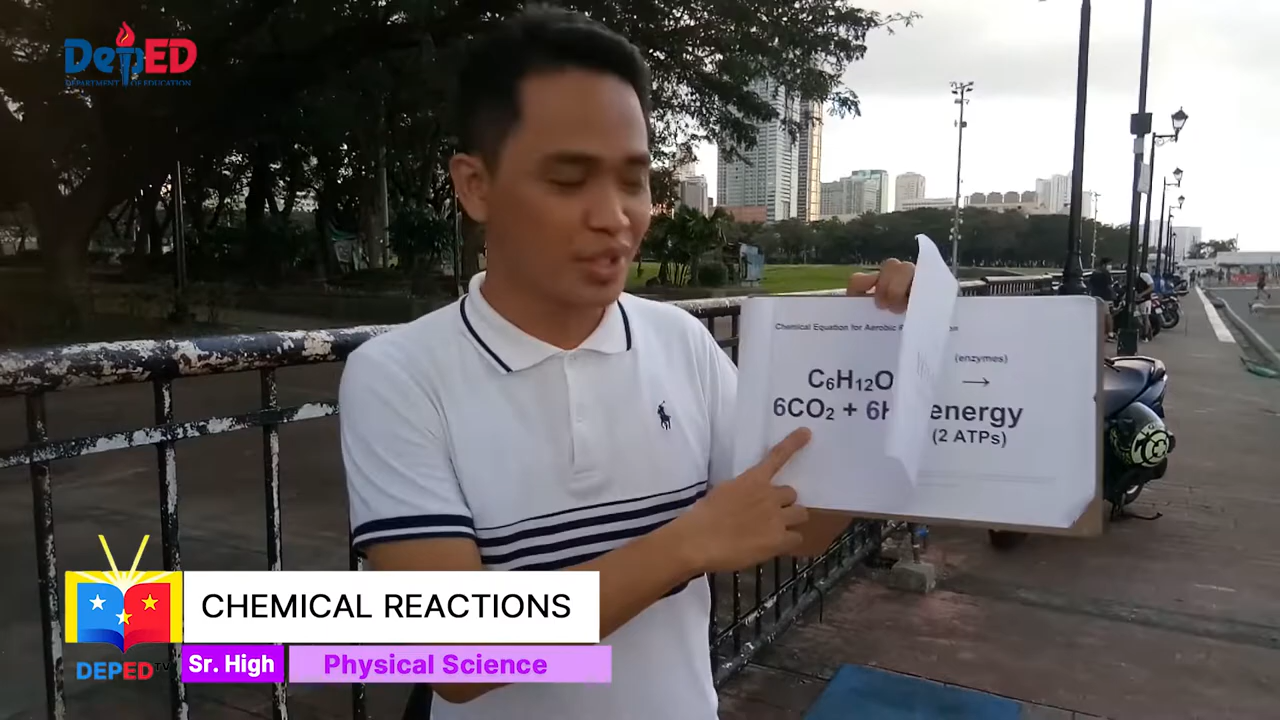 DepED
DEPARTMENT OF EDUCATION
Chemical Equation for Aerobic
(enzymes)
C₆H₁₂O
→
6CO₂ + 6H
energy
(2 ATPs)
CHEMICAL REACTIONS
DEPED TV
Sr. High
Physical Science